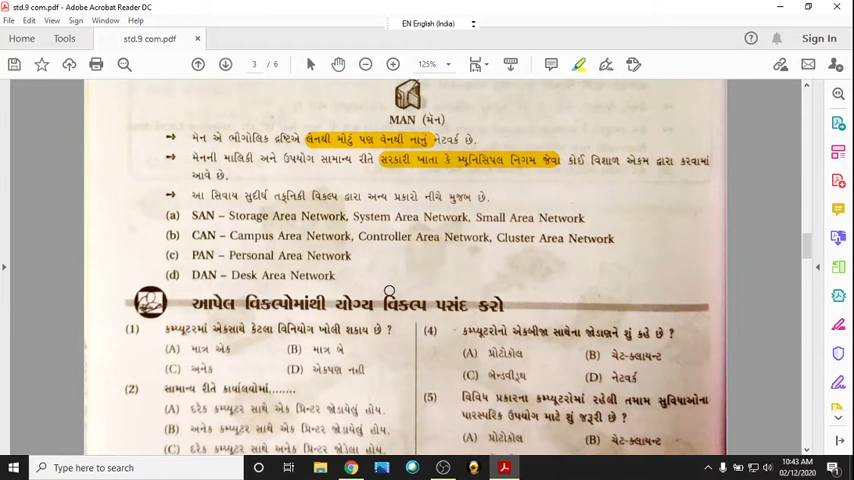 std.9 com.pdf - Adobe Acrobat Reader DC
File Edit View Sign Window Help
EN English (India)
Home Tools std.9 com.pdf × Sign In
3 / 6 125%
MAN (મેન)
→ મેન એ ભૌગોલિક દ્રષ્ટિએ લેનથી મોટું પણ વેનથી નાનું નેટવર્ક છે.
→ મેનની માલિકી અને ઉપયોગ સામાન્ય રીતે સરકારી ખાતા કે મ્યુનિસિપલ નિગમ જેવા કોઈ વિશાળ એકમ દ્વારા કરવામાં
આવે છે.
→ આ સિવાય સુદીર્ઘ તકનિકી વિકલ્પ દ્વારા અન્ય પ્રકારો નીચે મુજબ છે.
(a) SAN – Storage Area Network, System Area Network, Small Area Network
(b) CAN – Campus Area Network, Controller Area Network, Cluster Area Network
(c) PAN – Personal Area Network
(d) DAN – Desk Area Network
આપેલ વિકલ્પોમાંથી યોગ્ય વિકલ્પ પસંદ કરો
(1) કમ્પ્યૂટરમાં એકસાથે કેટલા વિનિયોગ ખોલી શકાય છે ?
(A) માત્ર એક (B) માત્ર બે
(C) અનેક (D) એકપણ નહી
(2) સામાન્ય રીતે કાર્યાલયોમાં........
(A) દરેક કમ્પ્યૂટર સાથે એક પ્રિન્ટર જોડાયેલું હોય.
(B) અનેક કમ્પ્યૂટર સાથે એક પ્રિન્ટર જોડાયેલું હોય.
(C) દરેક કમ્પ્યૂટર સાથે અનેક પ્રિન્ટર જોડેલા હોય.
(4) કમ્પ્યૂટરોનો એકબીજા સાથેના જોડાણને શું કહે છે ?
(A) પ્રોટોકોલ (B) ચેટ-ક્લાયન્ટ
(C) બેન્ડવીડ્થ (D) નેટવર્ક
(5) વિવિધ પ્રકારના કમ્પ્યૂટરોમાં રહેલી તમામ સુવિધાઓના
પારસ્પરિક ઉપયોગ માટે શું જરૂરી છે ?
(A) પ્રોટોકોલ (B) ચેટ-ક્લાયન્ટ
Type here to search
10:43 AM
02/12/2020